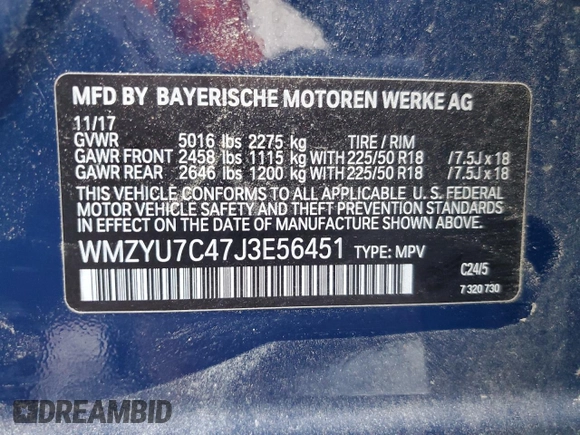 MFD BY BAYERISCHE MOTOREN WERKE AG
11/17
GVWR 5016 lbs 2275 kg TIRE / RIM
GAWR FRONT 2458 lbs 1115 kg WITH 225/50 R18 /7.5J x 18
GAWR REAR 2646 lbs 1200 kg WITH 225/50 R18 /7.5J x 18
THIS VEHICLE CONFORMS TO ALL APPLICABLE U. S. FEDERAL
MOTOR VEHICLE SAFETY AND THEFT PREVENTION STANDARDS
IN EFFECT ON THE DATE OF MANUFACTURE SHOWN ABOVE.
WMZYU7C47J3E56451 TYPE: MPV
C24/5
7 320 730
DREAMBID